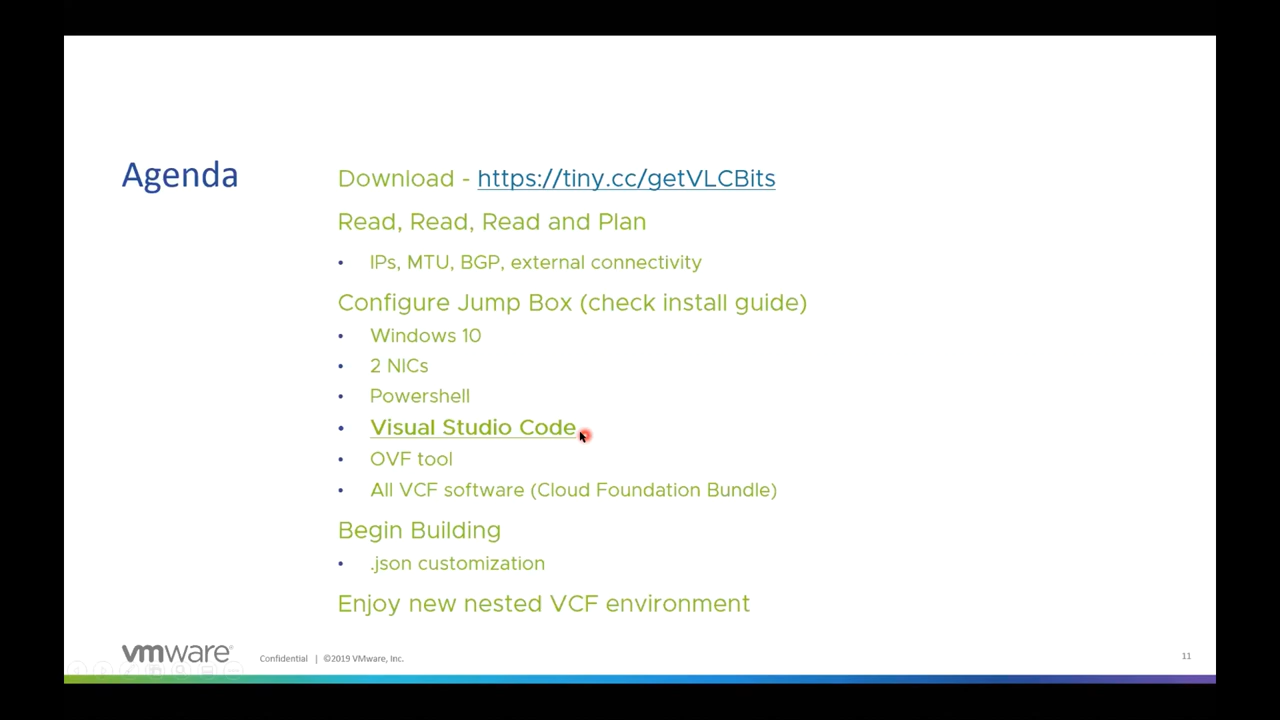 Agenda
Download - https://tiny.cc/getVLCBits
Read, Read, Read and Plan
• IPs, MTU, BGP, external connectivity
Configure Jump Box (check install guide)
• Windows 10
• 2 NICs
• Powershell
• Visual Studio Code
• OVF tool
• All VCF software (Cloud Foundation Bundle)
Begin Building
• .json customization
Enjoy new nested VCF environment
vmware® Confidential | ©2019 VMware, Inc. 11